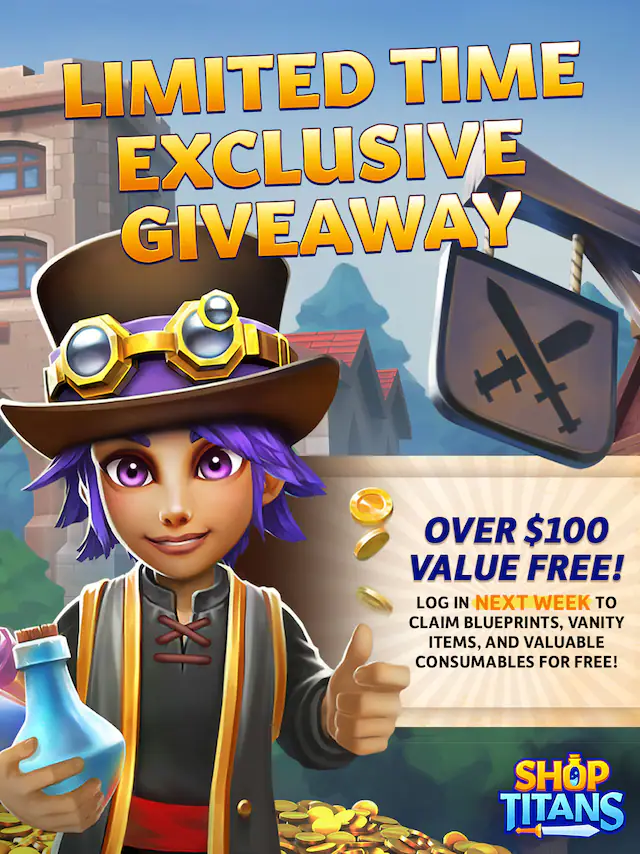 LIMITED TIME
EXCLUSIVE
GIVEAWAY
OVER $100
VALUE FREE!
LOG IN NEXT WEEK TO
CLAIM BLUEPRINTS, VANITY
ITEMS, AND VALUABLE
CONSUMABLES FOR FREE!
SHOP
TITANS